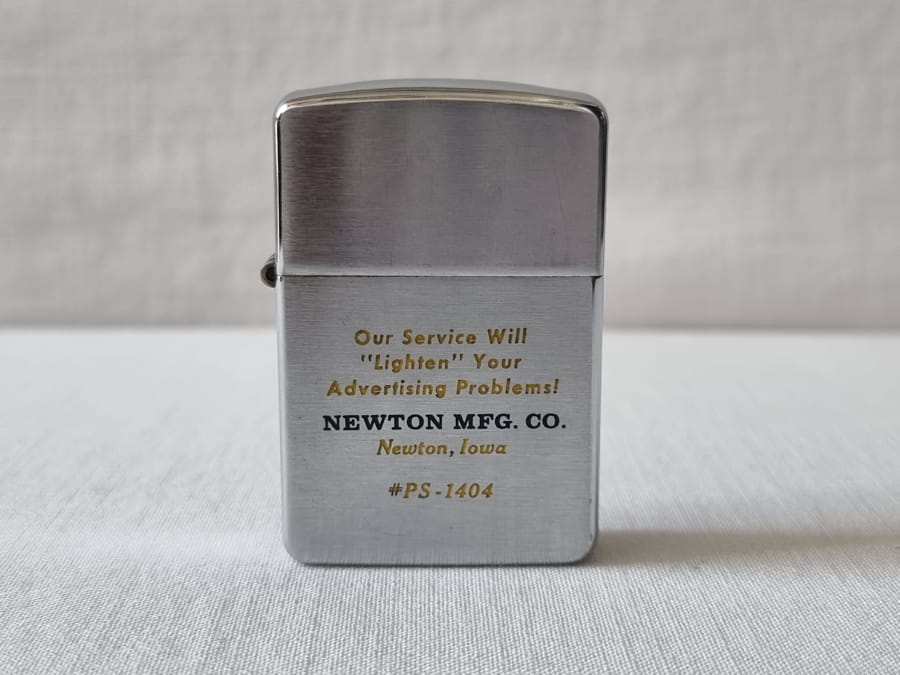 Our Service Will
"Lighten" Your
Advertising Problems!
NEWTON MFG. CO.
Newton, Iowa
#PS-1404